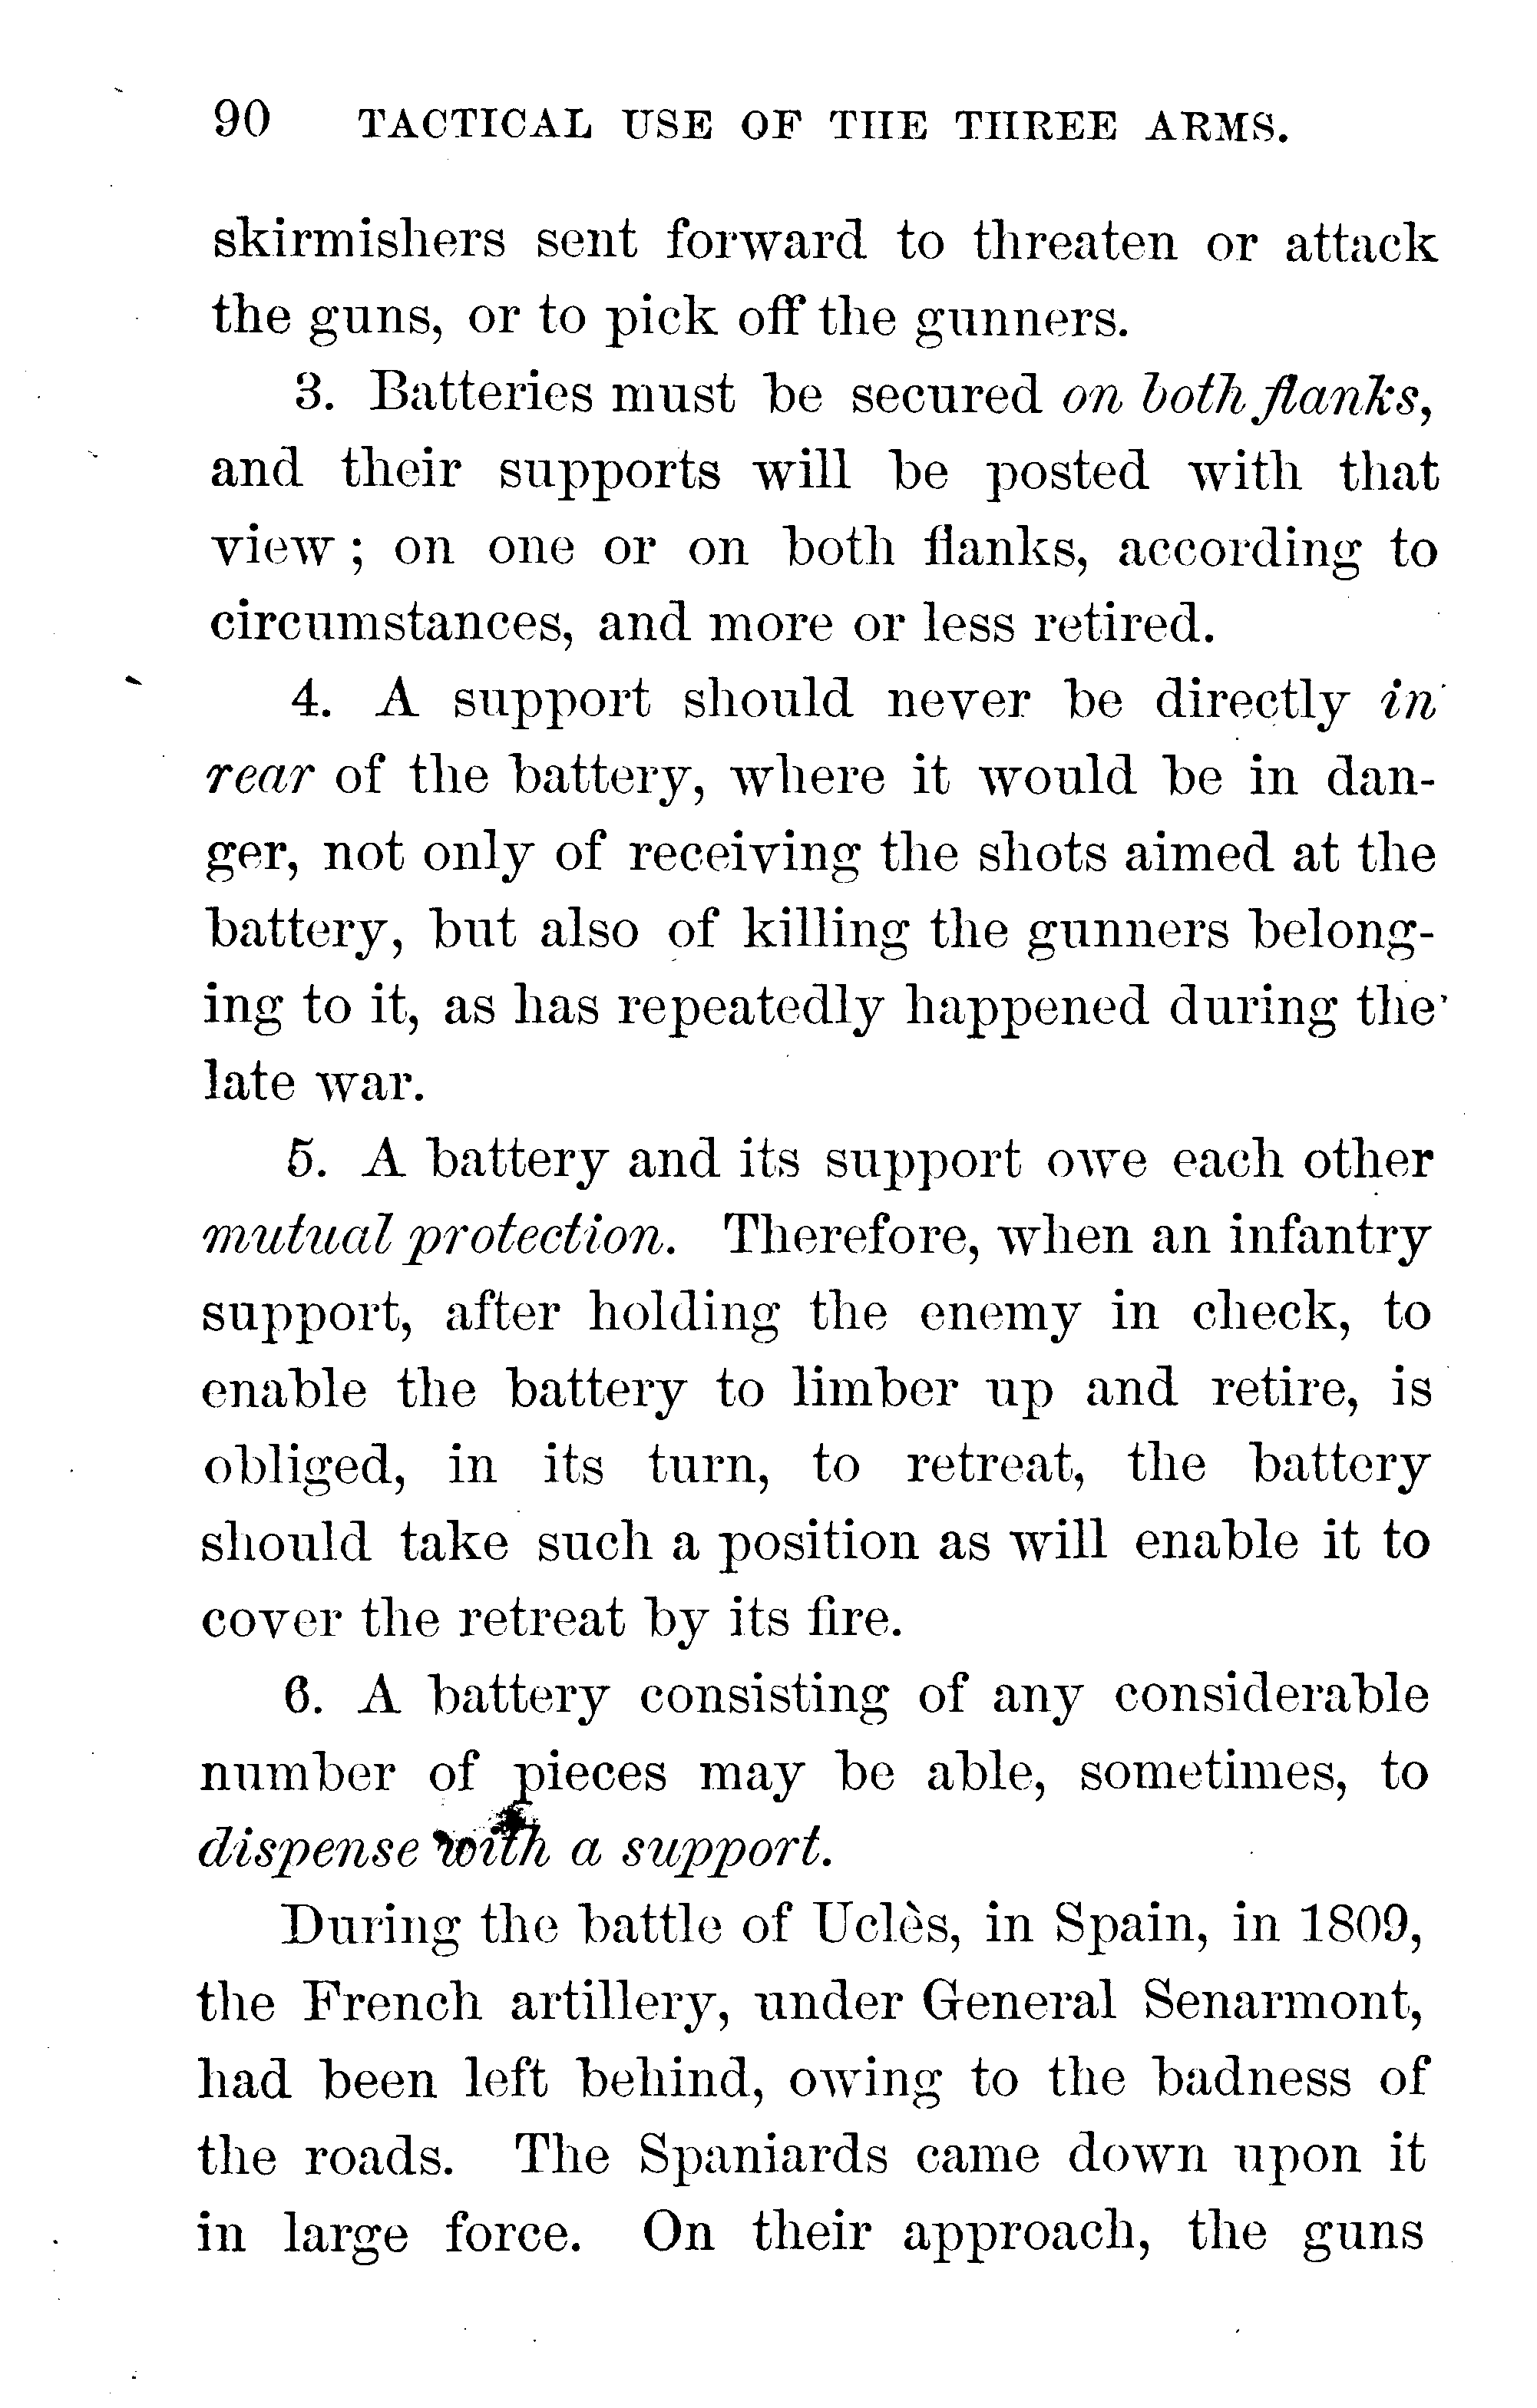 90 TACTICAL USE OF THE THREE ARMS.
skirmishers sent forward to threaten or attack
the guns, or to pick off the gunners.
3. Batteries must be secured on both flanks,
and their supports will be posted with that
view; on one or on both flanks, according to
circumstances, and more or less retired.
4. A support should never be directly in
rear of the battery, where it would be in dan-
ger, not only of receiving the shots aimed at the
battery, but also of killing the gunners belong-
ing to it, as has repeatedly happened during the
late war.
5. A battery and its support owe each other
mutual protection. Therefore, when an infantry
support, after holding the enemy in check, to
enable the battery to limber up and retire, is
obliged, in its turn, to retreat, the battery
should take such a position as will enable it to
cover the retreat by its fire.
6. A battery consisting of any considerable
number of pieces may be able, sometimes, to
dispense with a support.
During the battle of Uclès, in Spain, in 1809,
the French artillery, under General Senarmont,
had been left behind, owing to the badness of
the roads. The Spaniards came down upon it
in large force. On their approach, the guns